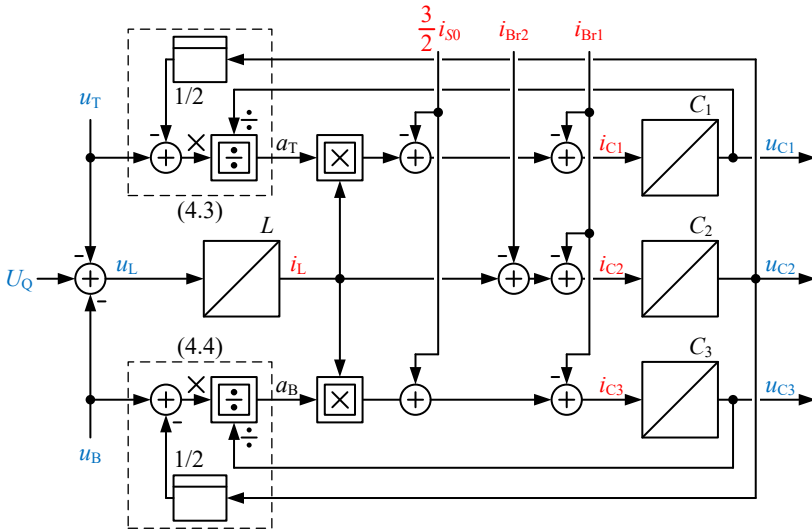 3/2 i_S0 i_Br2 i_Br1
1/2
u_T
− × ÷ ÷ a_T × − − i_C1 C_1 u_C1
(4.3)
U_Q − − u_L L i_L − − i_C2 C_2 u_C2
(4.4)
− × ÷ ÷ a_B × − i_C3 C_3 u_C3
u_B
1/2